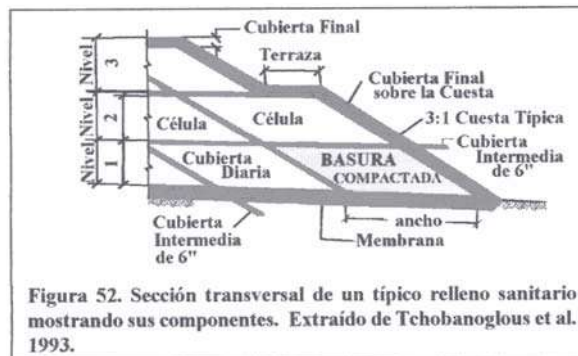 Cubierta Final
Terraza
Cubierta Final
sobre la Cuesta
3:1 Cuesta Típica
Cubierta
Intermedia
de 6"
Nivel
3
Nivel
2
Nivel
1
Célula
Célula
Cubierta
Diaria
BASURA
COMPACTADA
ancho
Cubierta
Intermedia
de 6"
Membrana
Figura 52. Sección transversal de un típico relleno sanitario
mostrando sus componentes. Extraído de Tchobanoglous et al.
1993.